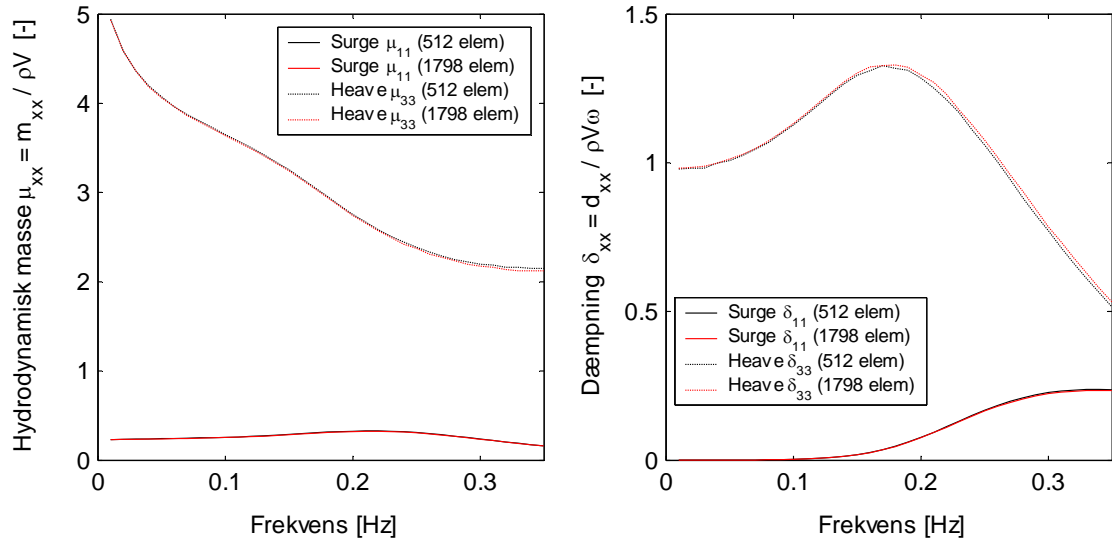 Hydrodynamisk masse μxx = mxx / ρV [-]
5
4
3
2
1
0
Surge μ11 (512 elem)
Surge μ11 (1798 elem)
Heave μ33 (512 elem)
Heave μ33 (1798 elem)
0 0.1 0.2 0.3
Frekvens [Hz]
Dæmpning δxx = dxx / ρVω [-]
1.5
1
0.5
0
Surge δ11 (512 elem)
Surge δ11 (1798 elem)
Heave δ33 (512 elem)
Heave δ33 (1798 elem)
0 0.1 0.2 0.3
Frekvens [Hz]